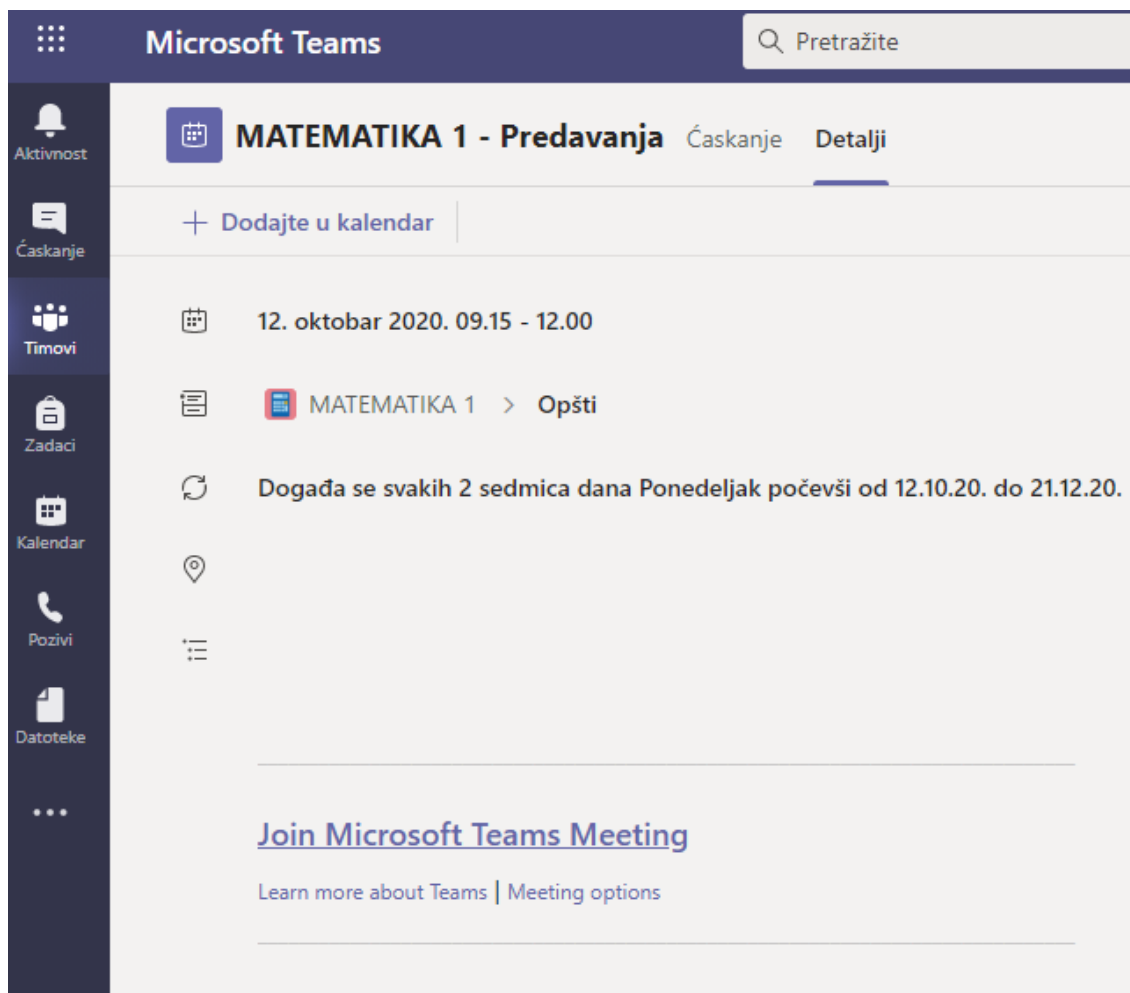 Microsoft Teams
Pretražite
Aktivnost
Ćaskanje
Timovi
Zadaci
Kalendar
Pozivi
Datoteke
MATEMATIKA 1 - Predavanja Ćaskanje Detalji
+ Dodajte u kalendar
12. oktobar 2020. 09.15 - 12.00
MATEMATIKA 1 > Opšti
Događa se svakih 2 sedmica dana Ponedeljak počevši od 12.10.20. do 21.12.20.
Join Microsoft Teams Meeting
Learn more about Teams | Meeting options